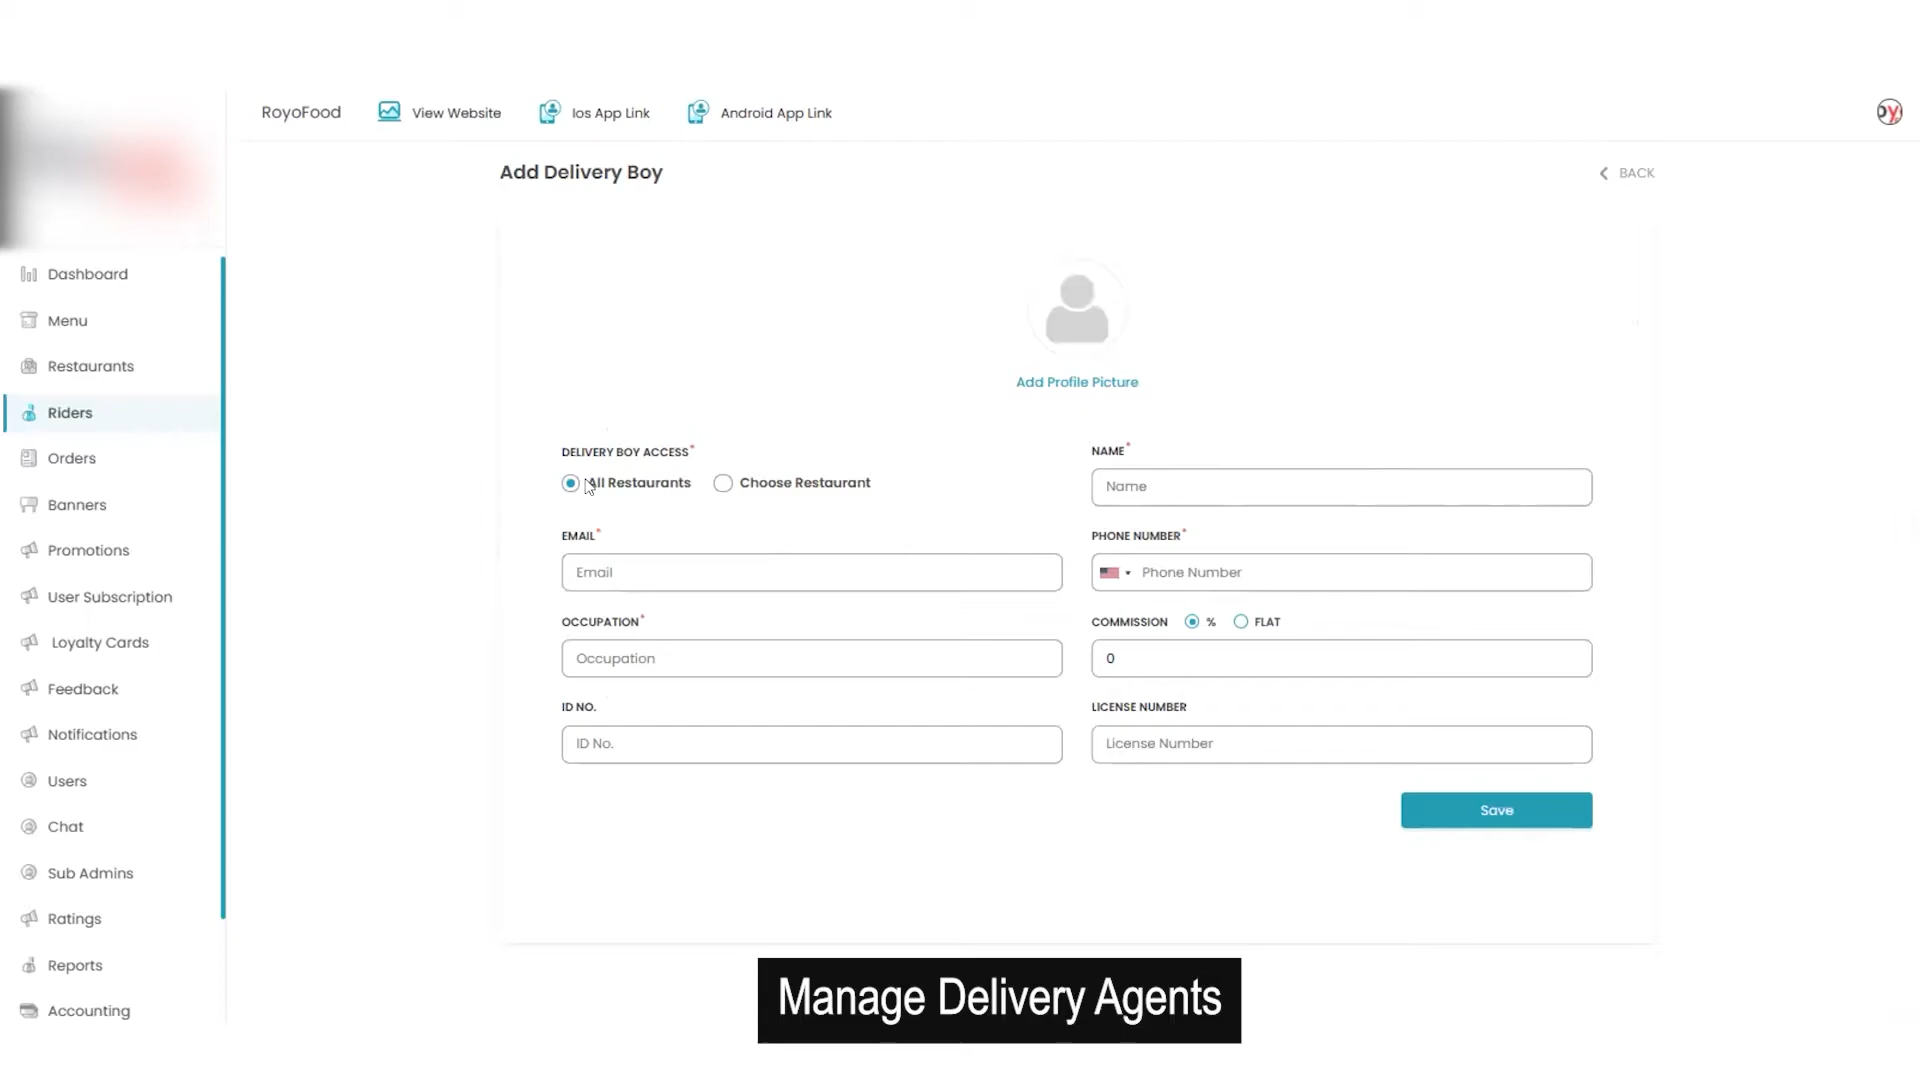 RoyoFood
View Website
Ios App Link
Android App Link
Add Delivery Boy
BACK
Dashboard
Menu
Restaurants
Riders
Orders
Banners
Promotions
User Subscription
Loyalty Cards
Feedback
Notifications
Users
Chat
Sub Admins
Ratings
Reports
Accounting
Add Profile Picture
DELIVERY BOY ACCESS*
All Restaurants
Choose Restaurant
NAME*
Name
EMAIL*
Email
PHONE NUMBER*
Phone Number
OCCUPATION*
Occupation
COMMISSION % FLAT
0
ID NO.
ID No.
LICENSE NUMBER
License Number
Save
Manage Delivery Agents